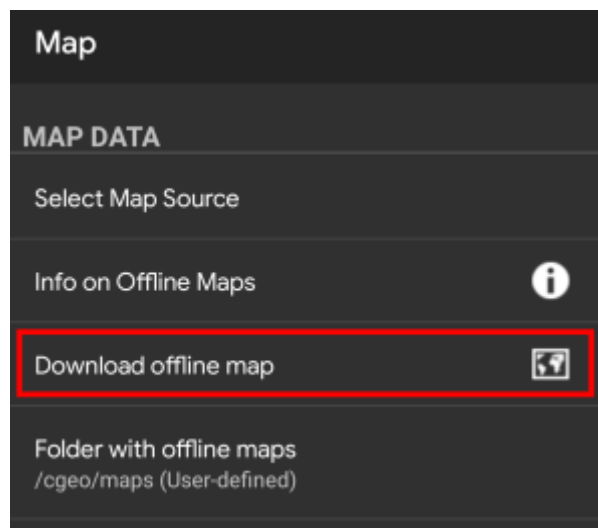 Map
MAP DATA
Select Map Source
Info on Offline Maps
Download offline map
Folder with offline maps
/cgeo/maps (User-defined)